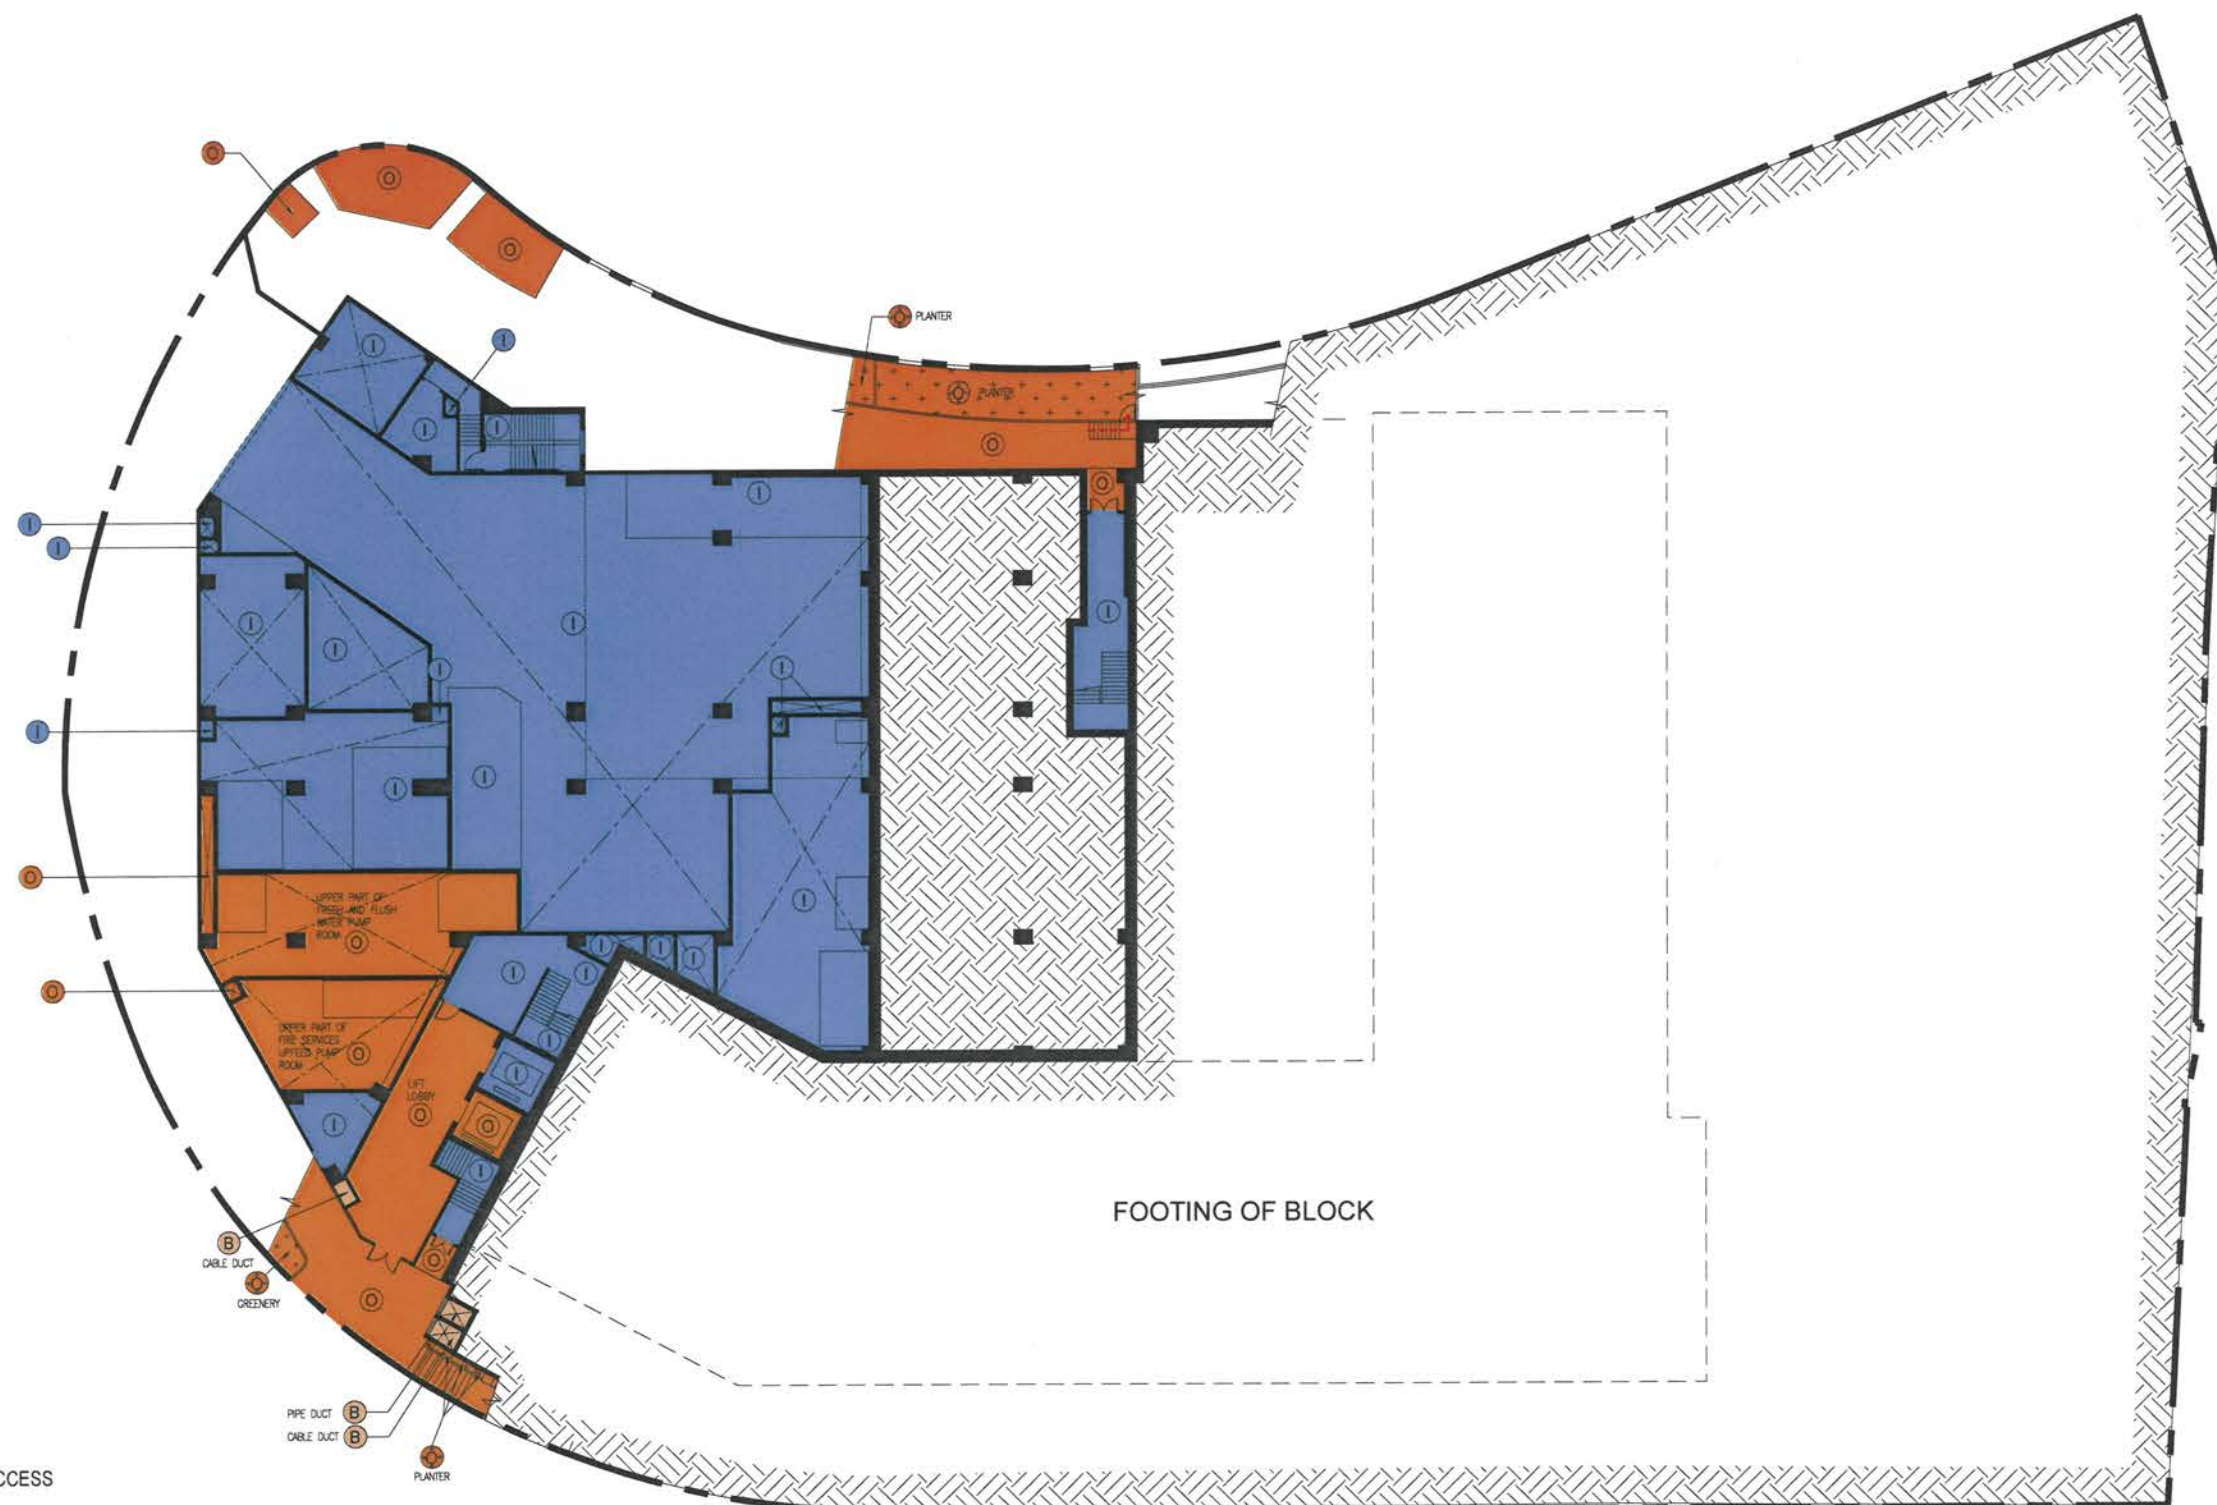 O
O
O
I
O PLANTER
I
O PLANTER
I
I
O
I
O
I
I
I
I
I
I
I
I
I
I
I
I
I
O
UPPER PART OF
FRESH AND FLUSH
WATER PUMP
ROOM
O
I
I
I
I
I
I
O
UPPER PART OF
FIRE SERVICES
UPFEED PUMP
ROOM
O
I
I
LIFT
LOBBY
O
O
I
I
FOOTING OF BLOCK
B
CABLE DUCT
O
GREENERY
O
O
PIPE DUCT B
CABLE DUCT B
O
PLANTER
CCESS